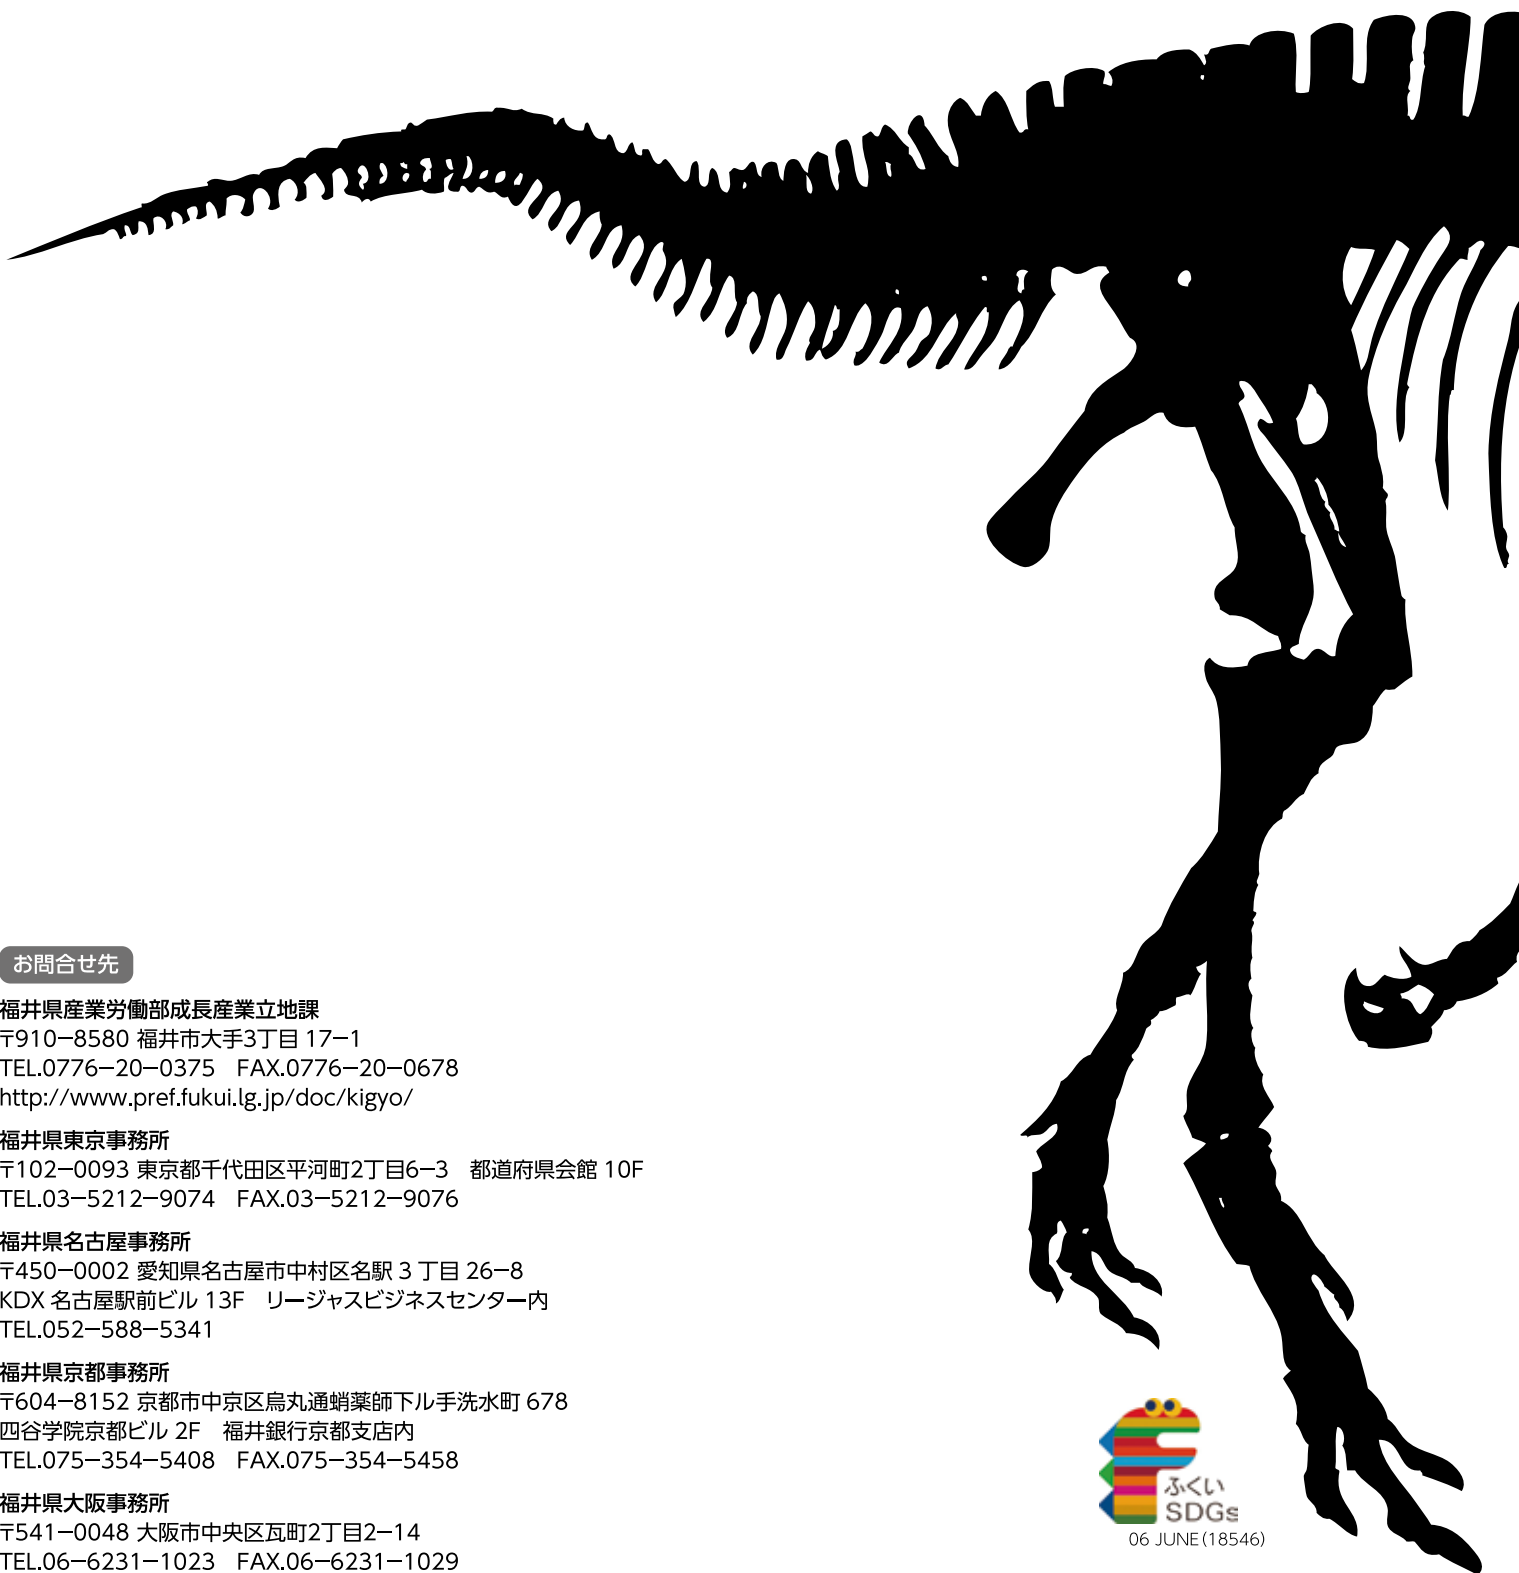 お問合せ先
福井県産業労働部成長産業立地課
〒910−8580 福井市大手3丁目 17−1
TEL.0776−20−0375　FAX.0776−20−0678
http://www.pref.fukui.lg.jp/doc/kigyo/
福井県東京事務所
〒102−0093 東京都千代田区平河町2丁目6−3　都道府県会館 10F
TEL.03−5212−9074　FAX.03−5212−9076
福井県名古屋事務所
〒450−0002 愛知県名古屋市中村区名駅 3 丁目 26−8
KDX 名古屋駅前ビル 13F　リージャスビジネスセンター内
TEL.052−588−5341
福井県京都事務所
〒604−8152 京都市中京区烏丸通蛸薬師下ル手洗水町 678
四谷学院京都ビル 2F　福井銀行京都支店内
TEL.075−354−5408　FAX.075−354−5458
福井県大阪事務所
〒541−0048 大阪市中央区瓦町2丁目2−14
TEL.06−6231−1023　FAX.06−6231−1029
ふくい
SDGs
06 JUNE(18546)